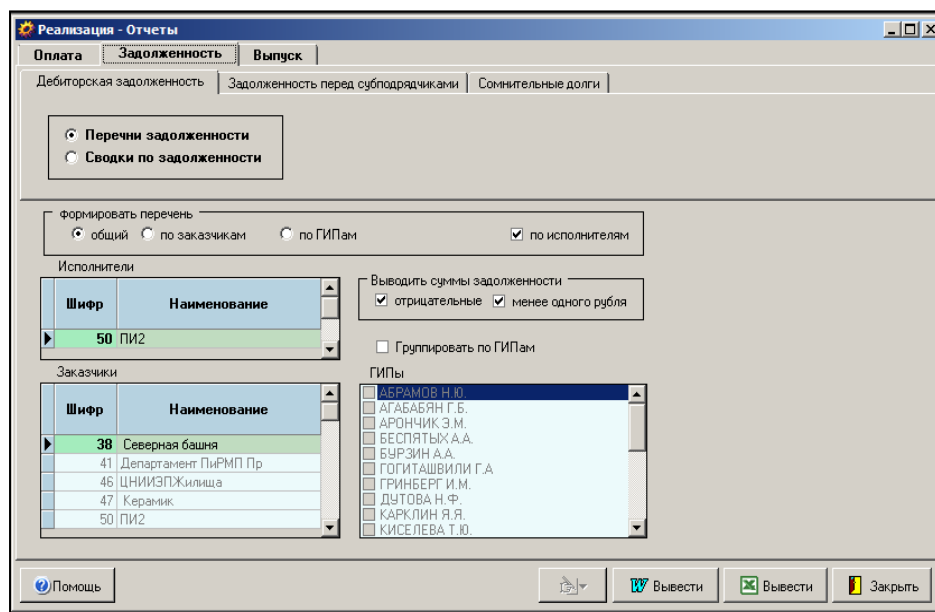 Реализация - Отчеты
Оплата Задолженность Выпуск
Дебиторская задолженность Задолженность перед субподрядчиками Сомнительные долги
Перечни задолженности
Сводки по задолженности
Формировать перечень
общий по заказчикам по ГИПам по исполнителям
Исполнители
Шифр Наименование
50 ПИ2
Выводить суммы задолженности
отрицательные менее одного рубля
Группировать по ГИПам
Заказчики
Шифр Наименование
38 Северная башня
41 Департамент ПиРМП Пр
46 ЦНИИЭПЖилища
47 Керамик
50 ПИ2
ГИПы
АБРАМОВ Н.Ю.
АГАБАБЯН Г.Б.
АРОНЧИК Э.М.
БЕСПЯТЫХ А.А.
БУРЗИН А.А.
ГОГИТАШВИЛИ Г.А
ГРИНБЕРГ И.М.
ДУТОВА Н.Ф.
КАРКЛИН Я.Я.
КИСЕЛЕВА Т.Ю.
Помощь W Вывести Вывести Закрыть